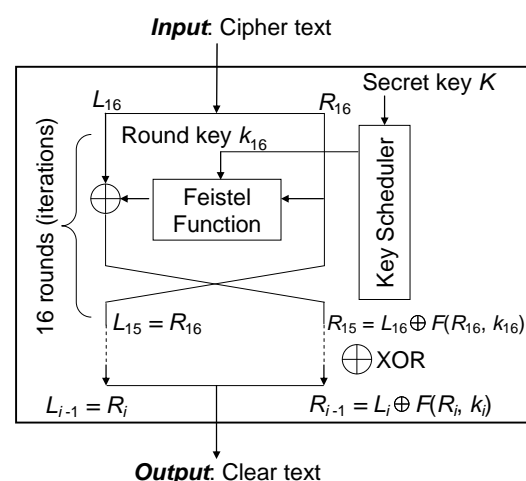 Input: Cipher text
Secret key K
L16
R16
Round key k16
Feistel
Function
Key Scheduler
16 rounds (iterations)
L15 = R16
R15 = L16 ⊕ F(R16, k16)
⊕ XOR
Li-1 = Ri
Ri-1 = Li ⊕ F(Ri, ki)
Output: Clear text